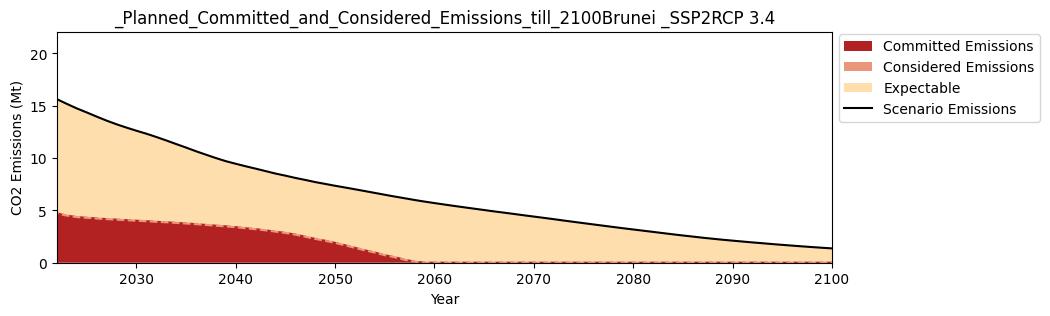 _Planned_Committed_and_Considered_Emissions_till_2100Brunei _SSP2RCP 3.4
CO2 Emissions (Mt)
20
15
10
5
0
2030 2040 2050 2060 2070 2080 2090 2100
Year
Committed Emissions
Considered Emissions
Expectable
Scenario Emissions